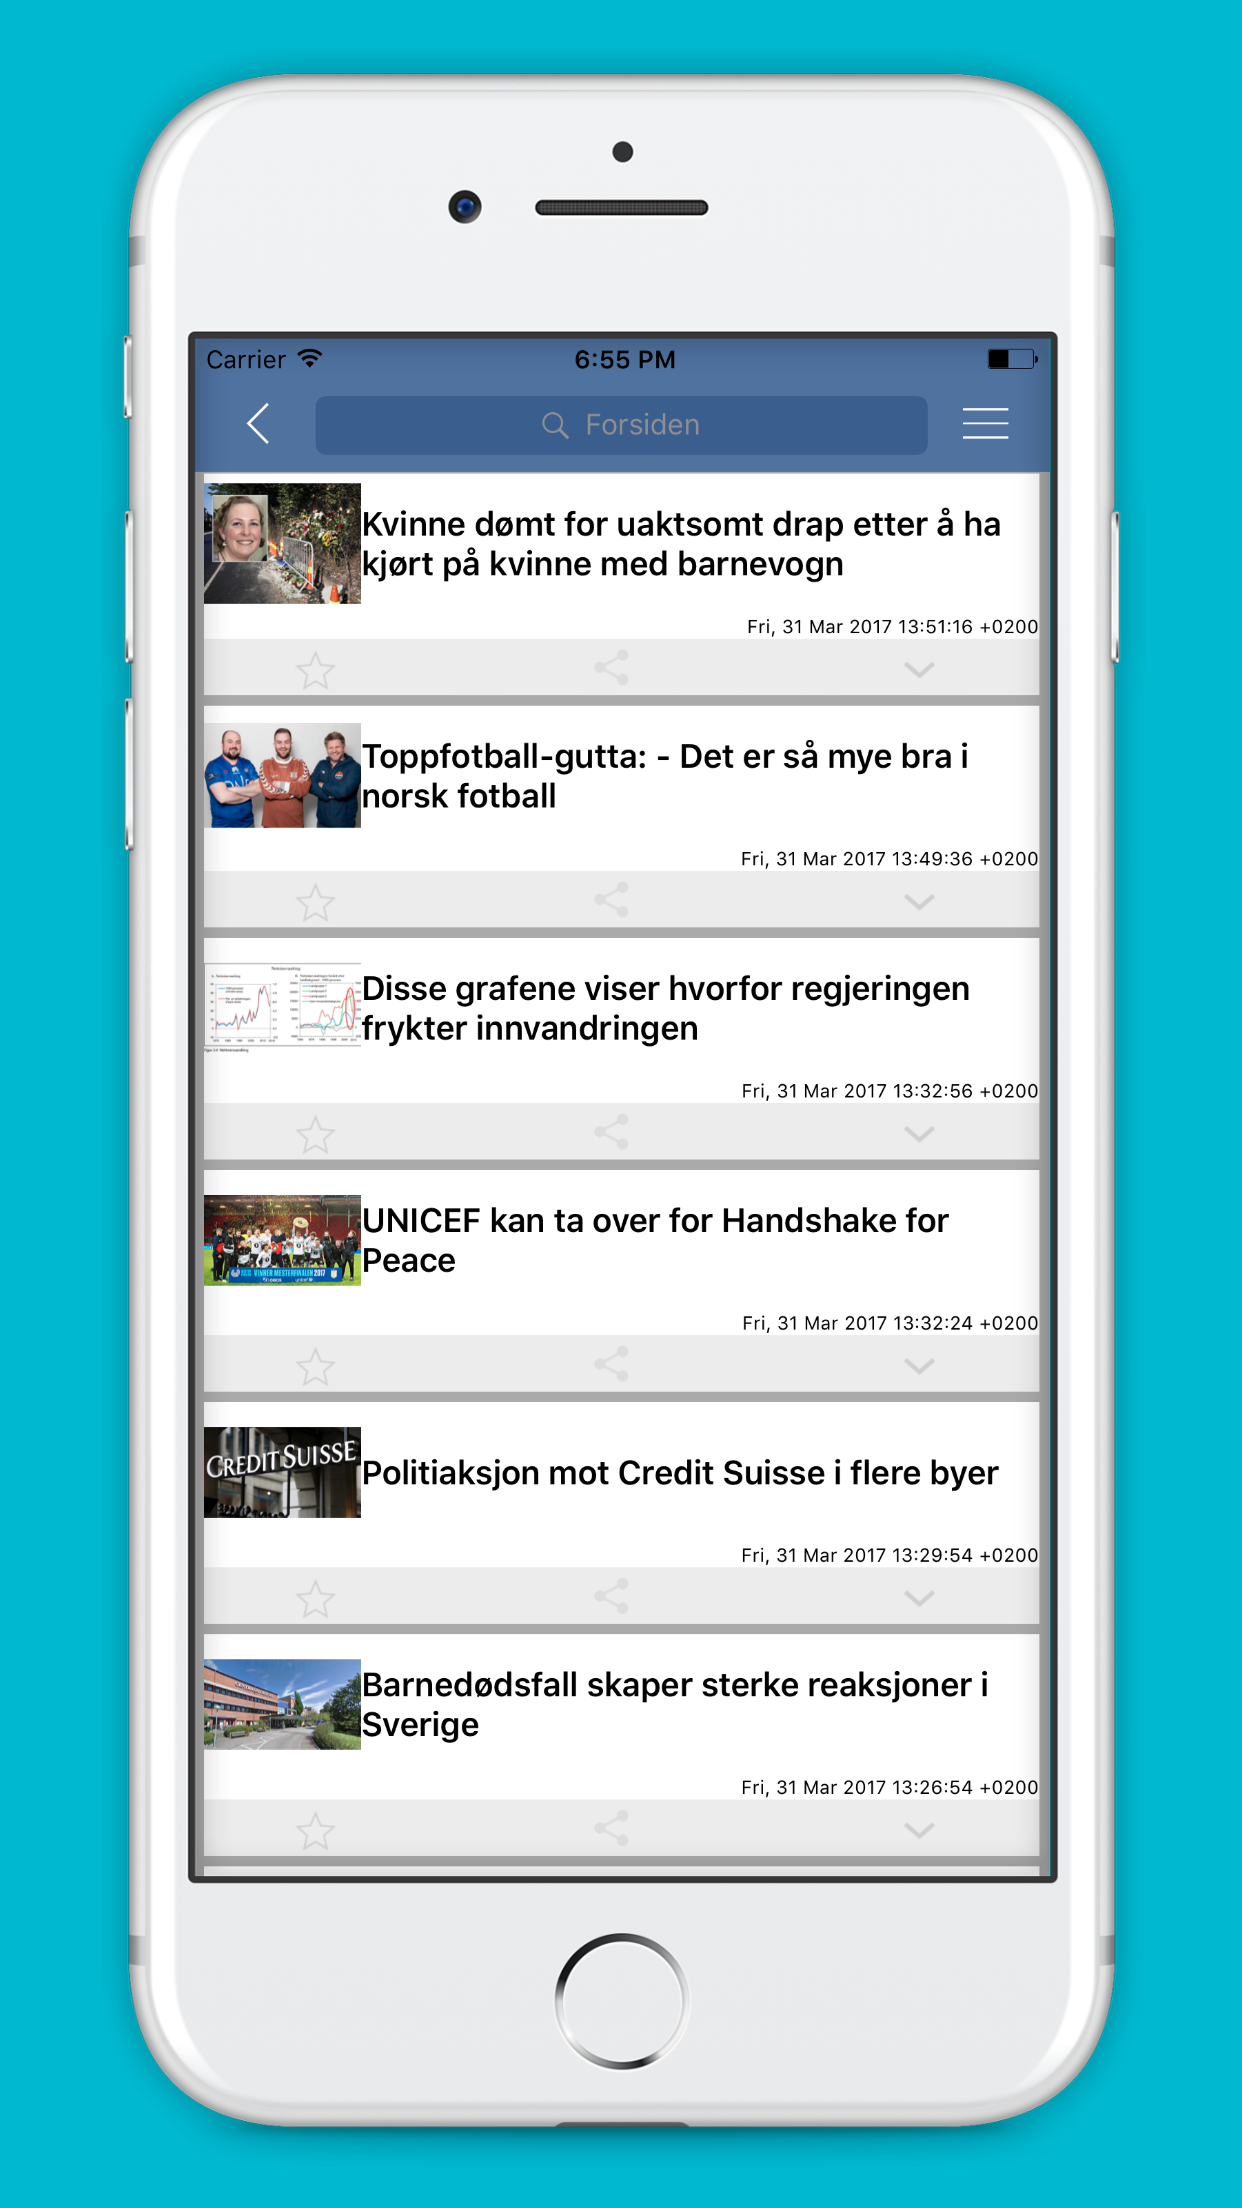 Carrier
6:55 PM
Forsiden
Kvinne dømt for uaktsomt drap etter å ha
kjørt på kvinne med barnevogn
Fri, 31 Mar 2017 13:51:16 +0200
Toppfotball-gutta: - Det er så mye bra i
norsk fotball
Fri, 31 Mar 2017 13:49:36 +0200
Disse grafene viser hvorfor regjeringen
frykter innvandringen
Fri, 31 Mar 2017 13:32:56 +0200
UNICEF kan ta over for Handshake for
Peace
VINNER MESTERFINALEN 2017
Fri, 31 Mar 2017 13:32:24 +0200
CREDIT SUISSE
Politiaksjon mot Credit Suisse i flere byer
Fri, 31 Mar 2017 13:29:54 +0200
Barnedødsfall skaper sterke reaksjoner i
Sverige
Fri, 31 Mar 2017 13:26:54 +0200